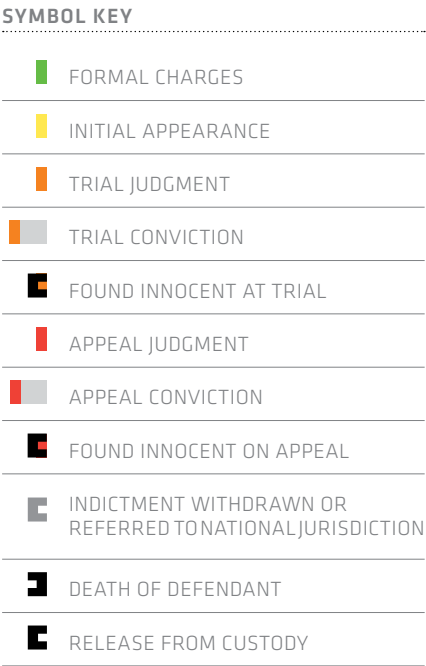 SYMBOL KEY
FORMAL CHARGES
INITIAL APPEARANCE
TRIAL JUDGMENT
TRIAL CONVICTION
FOUND INNOCENT AT TRIAL
APPEAL JUDGMENT
APPEAL CONVICTION
FOUND INNOCENT ON APPEAL
INDICTMENT WITHDRAWN OR
REFERRED TO NATIONAL JURISDICTION
DEATH OF DEFENDANT
RELEASE FROM CUSTODY